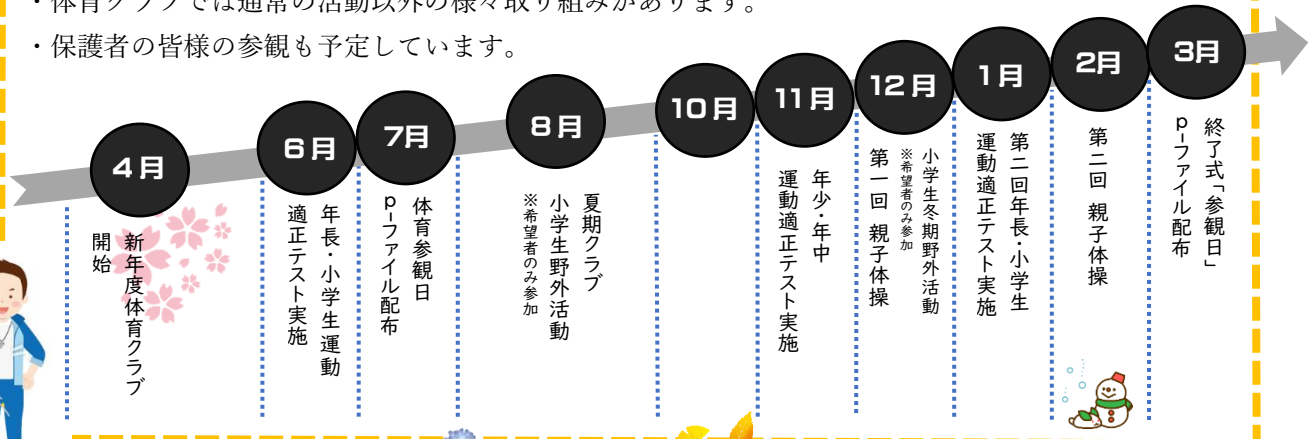 ・体育クラブでは通常の活動以外の様々取り組みがあります。
・保護者の皆様の参観も予定しています。
4月
新年度体育クラブ
開始
6月
年長・小学生運動
適正テスト実施
7月
体育参観日
p-ファイル配布
8月
夏期クラブ
小学生野外活動
※希望者のみ参加
10月
11月
年少・年中
運動適正テスト実施
12月
小学生冬期野外活動
※希望者のみ参加
第一回 親子体操
1月
第二回年長・小学生
運動適正テスト実施
2月
第二回 親子体操
3月
終了式「参観日」
p-ファイル配布